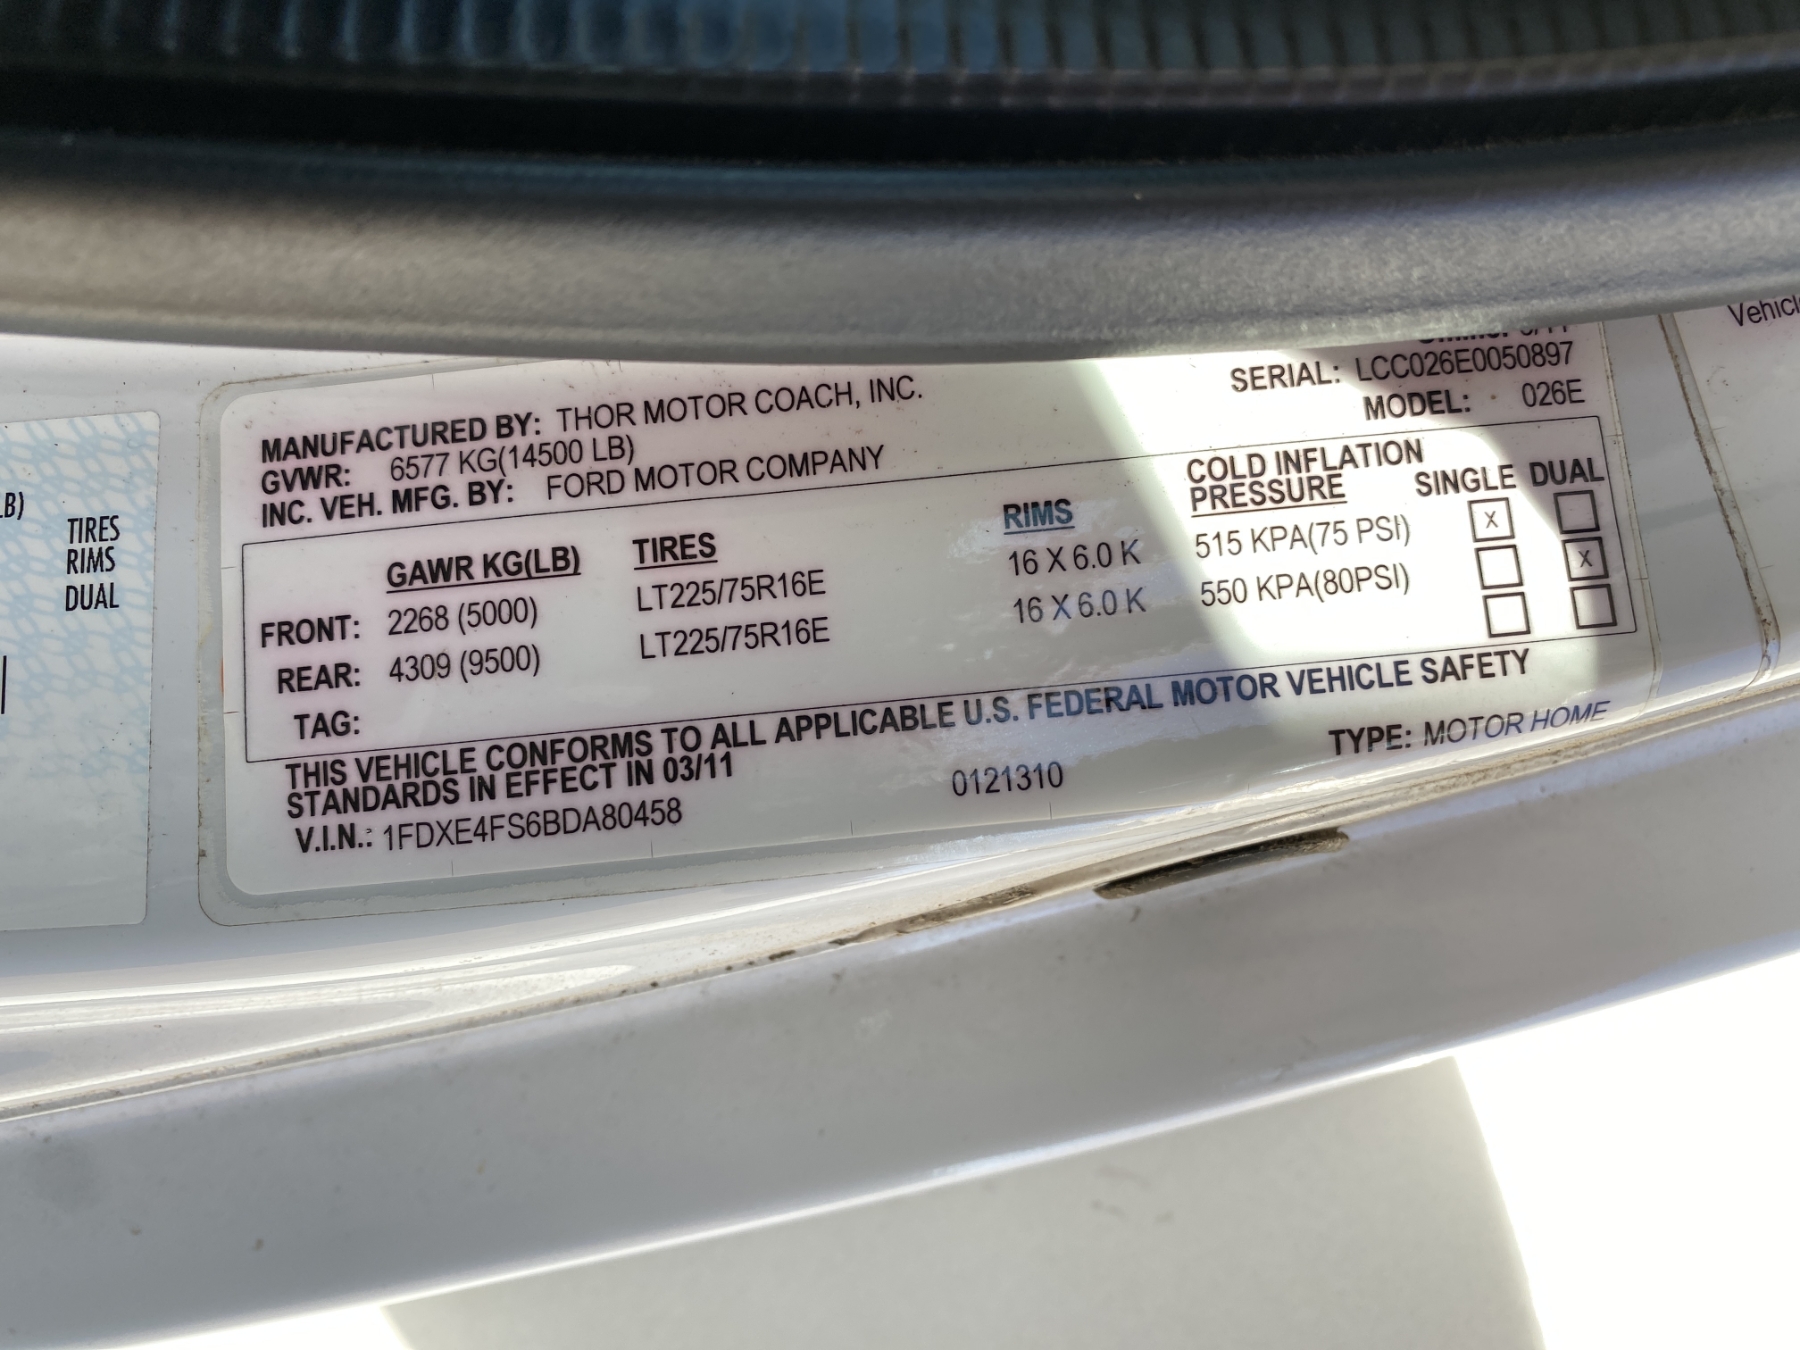 LB)
TIRES
RIMS
DUAL
MANUFACTURED BY: THOR MOTOR COACH, INC.
GVWR: 6577 KG(14500 LB)
INC. VEH. MFG. BY: FORD MOTOR COMPANY
SERIAL: LCC026E0050897
MODEL: 026E
GAWR KG(LB) TIRES RIMS COLD INFLATION PRESSURE SINGLE DUAL
FRONT: 2268 (5000) LT225/75R16E 16 X 6.0 K 515 KPA(75 PSI) X
REAR: 4309 (9500) LT225/75R16E 16 X 6.0 K 550 KPA(80PSI) X
TAG:
THIS VEHICLE CONFORMS TO ALL APPLICABLE U.S. FEDERAL MOTOR VEHICLE SAFETY
STANDARDS IN EFFECT IN 03/11
V.I.N.: 1FDXE4FS6BDA80458 0121310 TYPE: MOTOR HOME